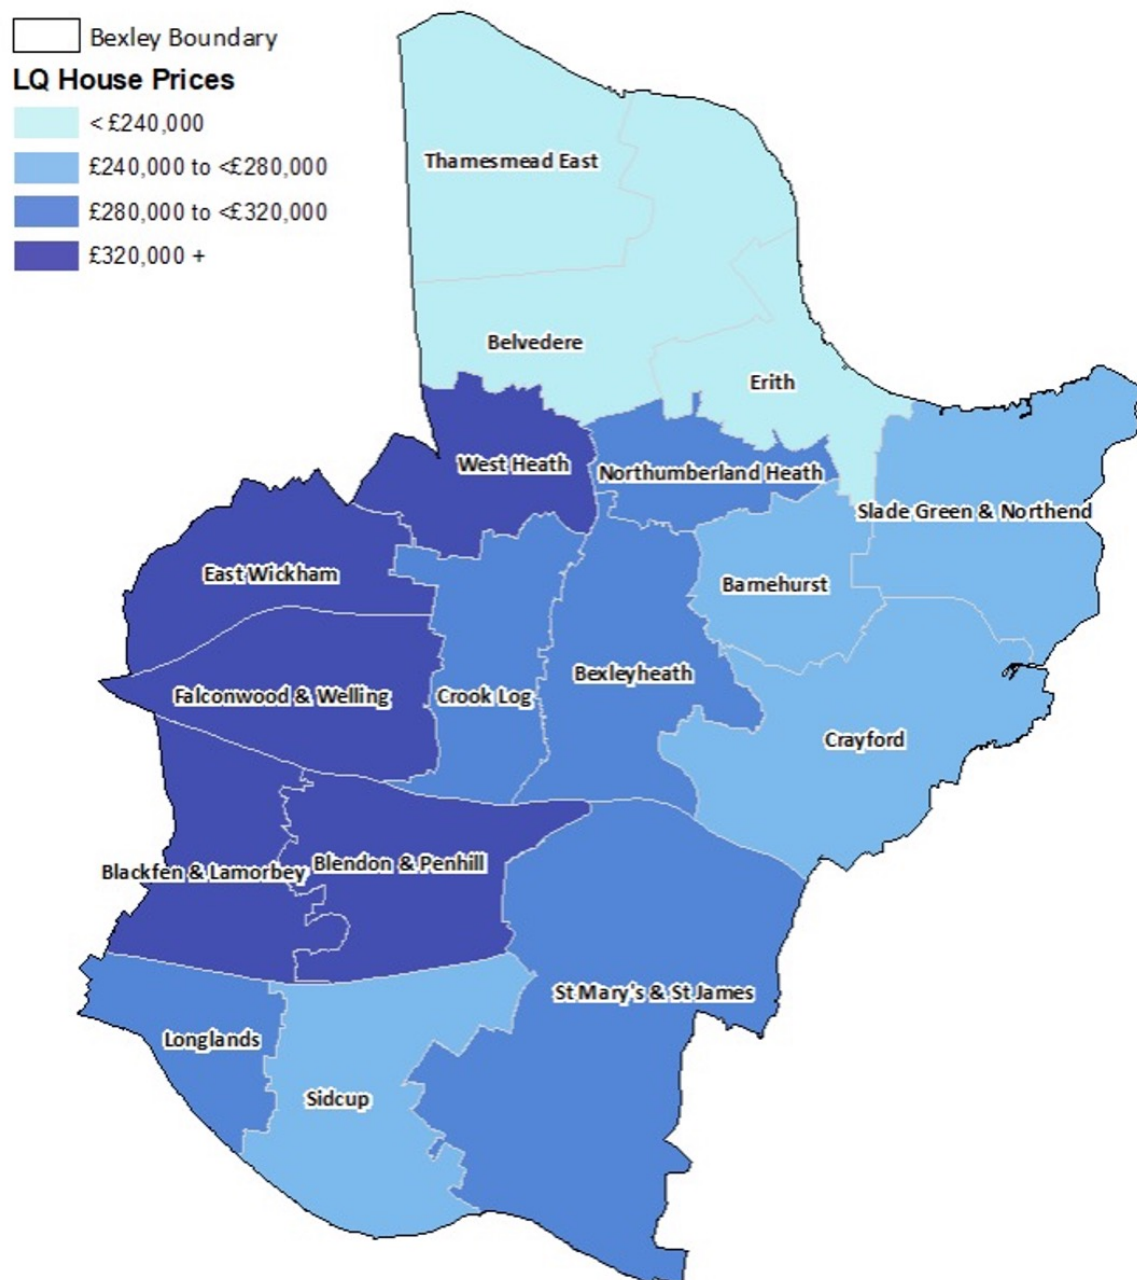 Bexley Boundary
LQ House Prices
< £240,000
£240,000 to <£280,000
£280,000 to <£320,000
£320,000 +
Thamesmead East
Belvedere
Erith
West Heath
Northumberland Heath
Slade Green & Northend
East Wickham
Barnehurst
Bexleyheath
Falconwood & Welling
Crook Log
Crayford
Blackfen & Lamorbey
Blendon & Penhill
St Mary's & St James
Longlands
Sidcup